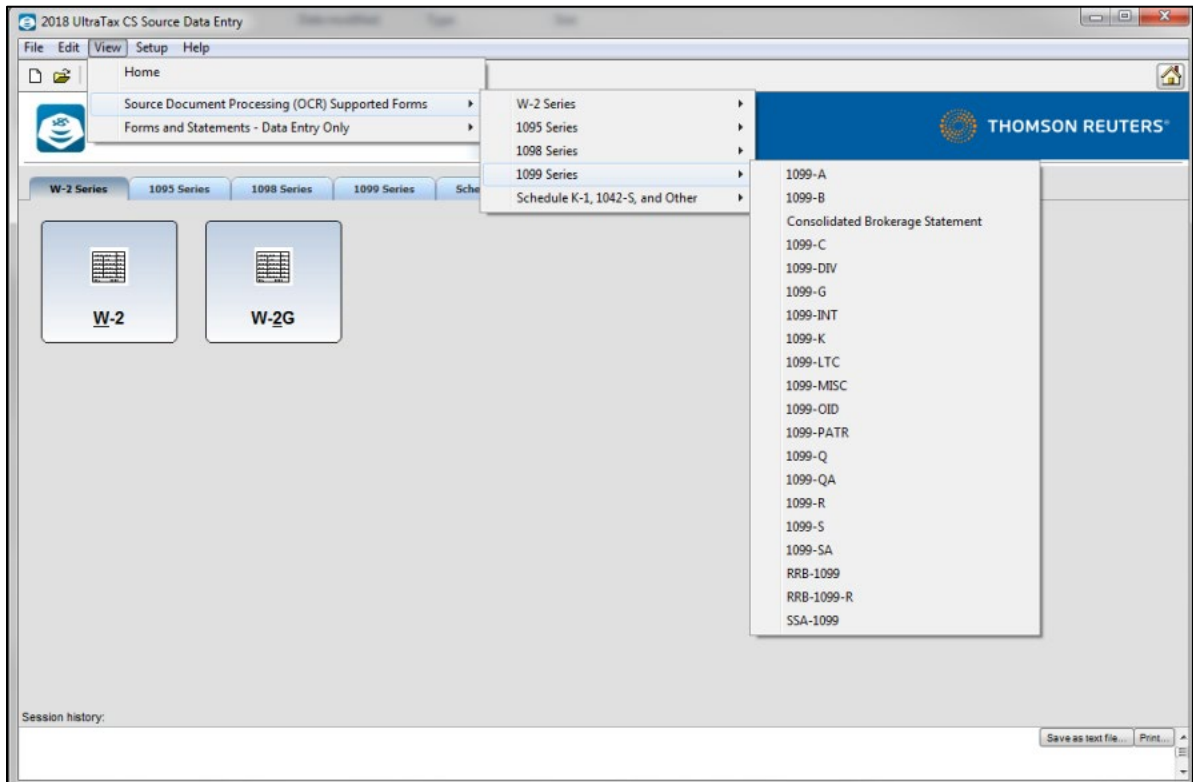 2018 UltraTax CS Source Data Entry
File Edit View Setup Help
Home
Source Document Processing (OCR) Supported Forms
Forms and Statements - Data Entry Only
W-2 Series
1095 Series
1098 Series
1099 Series
Schedule K-1, 1042-S, and Other
THOMSON REUTERS®
1099-A
1099-B
Consolidated Brokerage Statement
1099-C
1099-DIV
1099-G
1099-INT
1099-K
1099-LTC
1099-MISC
1099-OID
1099-PATR
1099-Q
1099-QA
1099-R
1099-S
1099-SA
RRB-1099
RRB-1099-R
SSA-1099
W-2 Series 1095 Series 1098 Series 1099 Series Sche
W-2 W-2G
Session history:
Save as text file... Print...